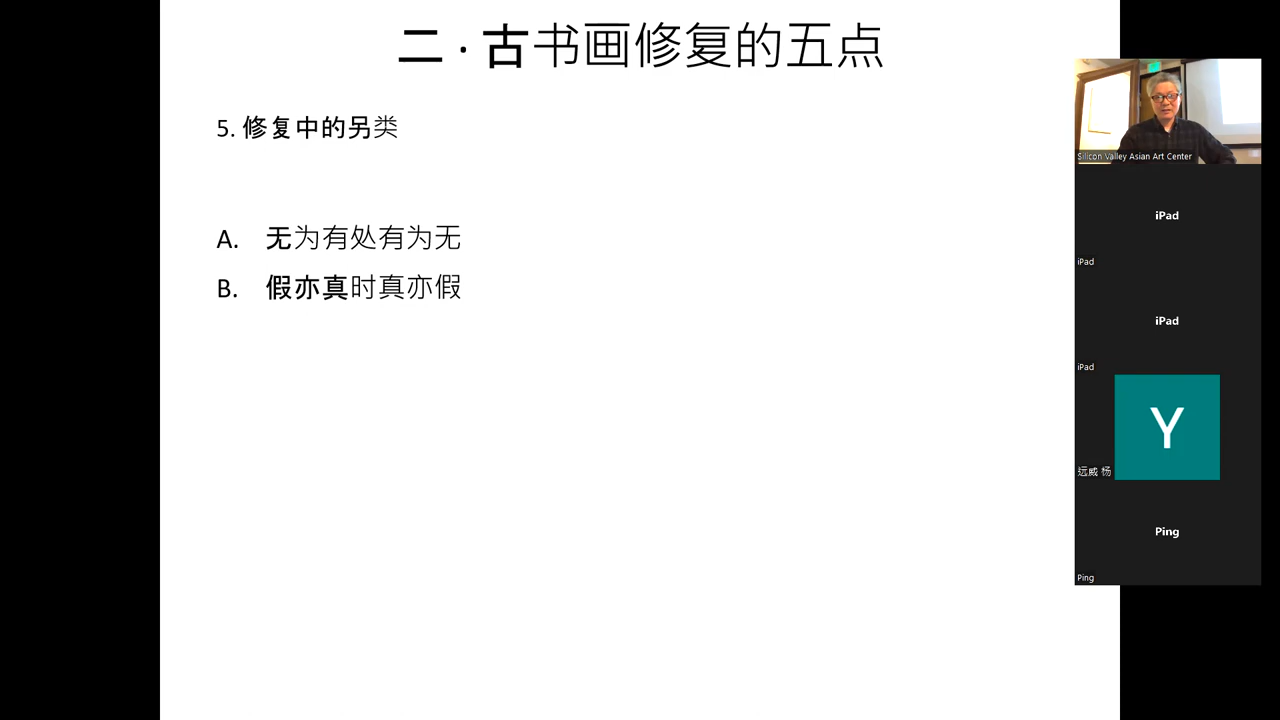 二 · 古书画修复的五点
5. 修复中的另类
A. 无为有处有为无
B. 假亦真时真亦假
Silicon Valley Asian Art Center
iPad
iPad
iPad
iPad
Y
远威 杨
Ping
Ping